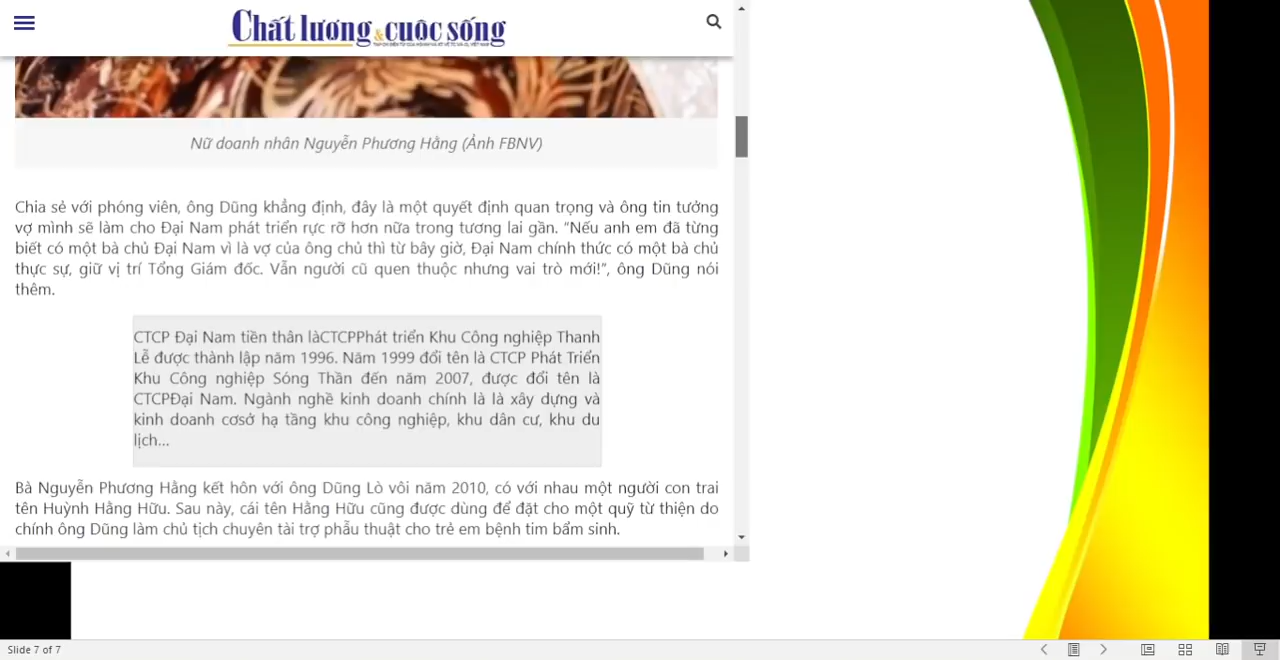 Chất lượng & cuộc sống
Nữ doanh nhân Nguyễn Phương Hằng (Ảnh FBNV)
Chia sẻ với phóng viên, ông Dũng khẳng định, đây là một quyết định quan trọng và ông tin tưởng
vợ mình sẽ làm cho Đại Nam phát triển rực rỡ hơn nữa trong tương lai gần. “Nếu anh em đã từng
biết có một bà chủ Đại Nam vì là vợ của ông chủ thì từ bây giờ, Đại Nam chính thức có một bà chủ
thực sự, giữ vị trí Tổng Giám đốc. Vẫn người cũ quen thuộc nhưng vai trò mới!”, ông Dũng nói
thêm.
CTCP Đại Nam tiền thân làCTCPPhát triển Khu Công nghiệp Thanh
Lễ được thành lập năm 1996. Năm 1999 đổi tên là CTCP Phát Triển
Khu Công nghiệp Sóng Thần đến năm 2007, được đổi tên là
CTCPĐại Nam. Ngành nghề kinh doanh chính là là xây dựng và
kinh doanh cơsở hạ tầng khu công nghiệp, khu dân cư, khu du
lịch...
Bà Nguyễn Phương Hằng kết hôn với ông Dũng Lò vôi năm 2010, có với nhau một người con trai
tên Huỳnh Hằng Hữu. Sau này, cái tên Hằng Hữu cũng được dùng để đặt cho một quỹ từ thiện do
chính ông Dũng làm chủ tịch chuyên tài trợ phẫu thuật cho trẻ em bệnh tim bẩm sinh.
Slide 7 of 7